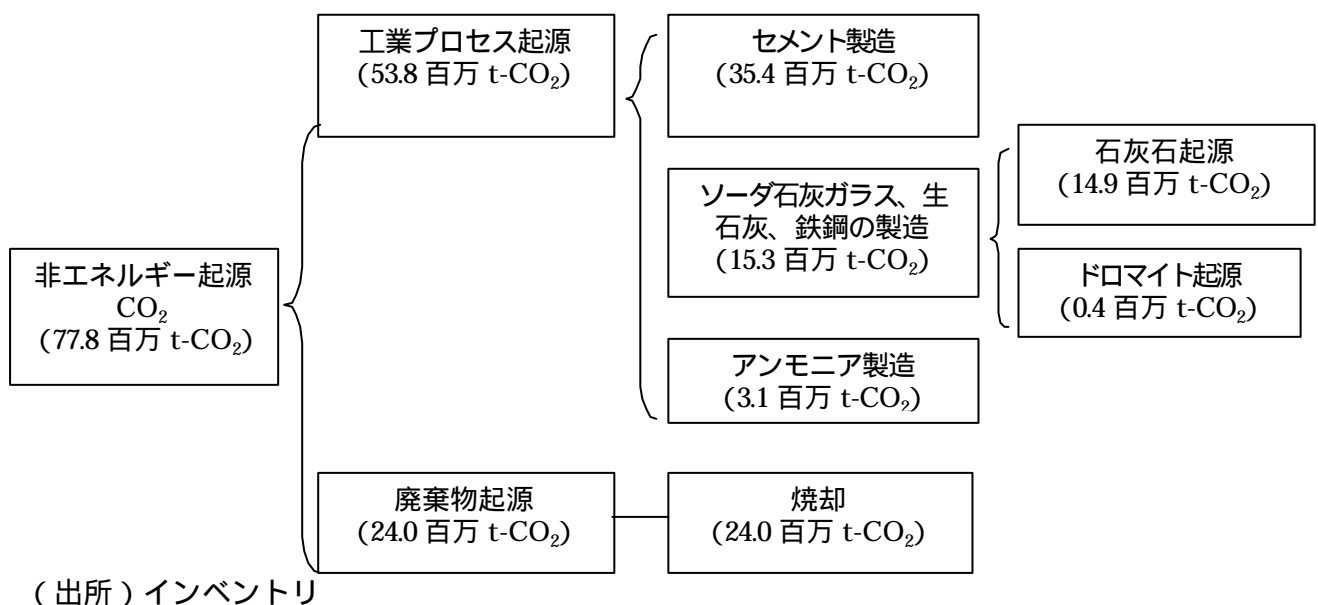 非エネルギー起源
CO₂
(77.8 百万 t-CO₂)
工業プロセス起源
(53.8 百万 t-CO₂)
セメント製造
(35.4 百万 t-CO₂)
ソーダ石灰ガラス、生
石灰、鉄鋼の製造
(15.3 百万 t-CO₂)
石灰石起源
(14.9 百万 t-CO₂)
ドロマイト起源
(0.4 百万 t-CO₂)
アンモニア製造
(3.1 百万 t-CO₂)
廃棄物起源
(24.0 百万 t-CO₂)
焼却
(24.0 百万 t-CO₂)
(出所)インベントリ